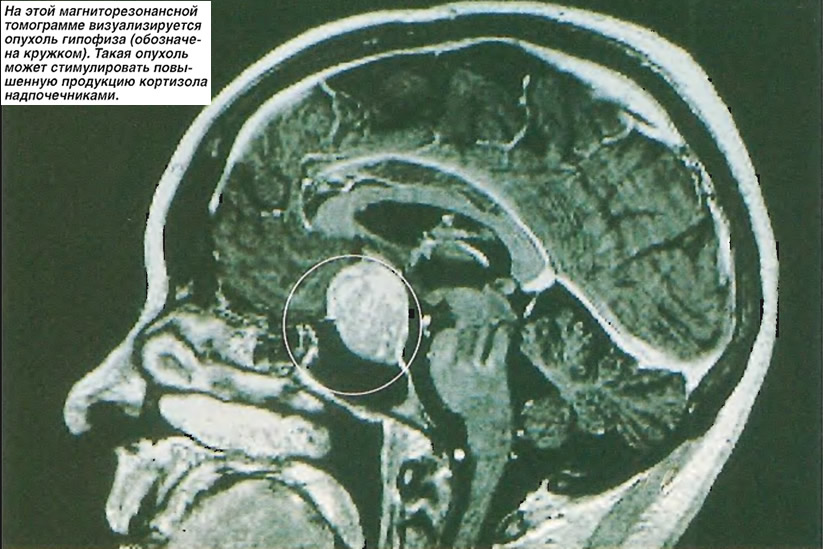 На этой магниторезонансной
томограмме визуализируется
опухоль гипофиза (обозначе-
на кружком). Такая опухоль
может стимулировать повы-
шенную продукцию кортизола
надпочечниками.